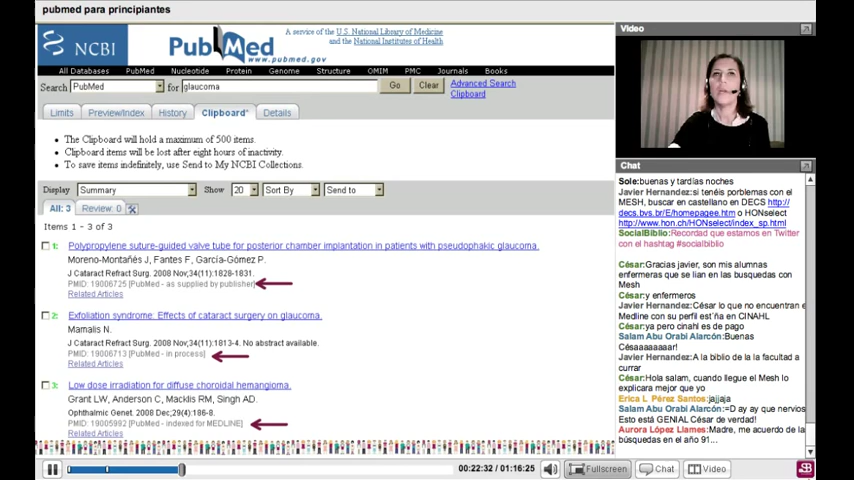 pubmed para principiantes
NCBI
PubMed
www.pubmed.gov
A service of the U.S. National Library of Medicine
and the National Institutes of Health
All Databases PubMed Nucleotide Protein Genome Structure OMIM PMC Journals Books
Search PubMed for glaucoma Go Clear Advanced Search
Clipboard
Limits Preview/Index History Clipboard Details
The Clipboard will hold a maximum of 500 items.
Clipboard items will be lost after eight hours of inactivity.
To save items indefinitely, use Send to My NCBI Collections.
Display Summary Show 20 Sort By Send to
All: 3 Review: 0
Items 1 - 3 of 3
1: Polypropylene suture-guided valve tube for posterior chamber implantation in patients with pseudophakic glaucoma.
Moreno-Montañés J, Fantes F, García-Gómez P.
J Cataract Refract Surg. 2008 Nov;34(11):1828-1831.
PMID: 19006725 [PubMed - as supplied by publisher]
Related Articles
2: Exfoliation syndrome: Effects of cataract surgery on glaucoma.
Mamalis N.
J Cataract Refract Surg. 2008 Nov;34(11):1813-4. No abstract available.
PMID: 19006713 [PubMed - in process]
Related Articles
3: Low dose irradiation for diffuse choroidal hemangioma.
Grant LW, Anderson C, Macklis RM, Singh AD.
Ophthalmic Genet. 2008 Dec;29(4):186-8.
PMID: 19005992 [PubMed - indexed for MEDLINE]
Related Articles
Video
Chat
Sole:buenas y tardías noches
Javier Hernandez:si tenéis problemas con el
MESH, buscar en castellano en DECS http://
decs.bvs.br/E/homepagee.htm o HONselect
http://www.hon.ch/HONselect/index_sp.html
SocialBiblio:Recordad que estamos en Twitter
con el hashtag #socialbiblio
César:Gracias javier, son mis alumnas
enfermeras que se lian en las busquedas con
Mesh
César:y enfermeros
Javier Hernandez:César lo que no encuentran en
Medline con su perfil est´ña en CINAHL
César:ya pero cinahl es de pago
Salam Abu Orabi Alarcón:Buenas
Césaaaaaaar!
Javier Hernandez:A la biblio de la la facultad a
currar
César:Hola salam, cuando llegue el Mesh lo
explicara mejor que yo
Erica L Pérez Santos:jajjaja
Salam Abu Orabi Alarcón:=D ay ay que nervios!
Esto está GENIAL César de verdad!
Aurora López Llames:Madre, me acuerdo de las
búsquedas en el año 91...
00:22:32 / 01:16:25 Fullscreen Chat Video